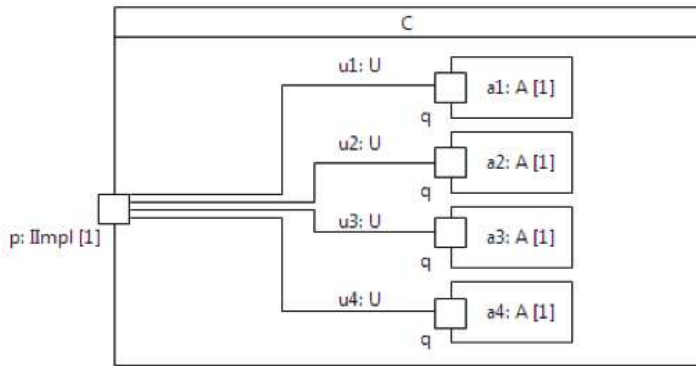 C
u1: U
a1: A [1]
q
u2: U
a2: A [1]
q
p: IImpl [1]
u3: U
a3: A [1]
q
u4: U
a4: A [1]
q